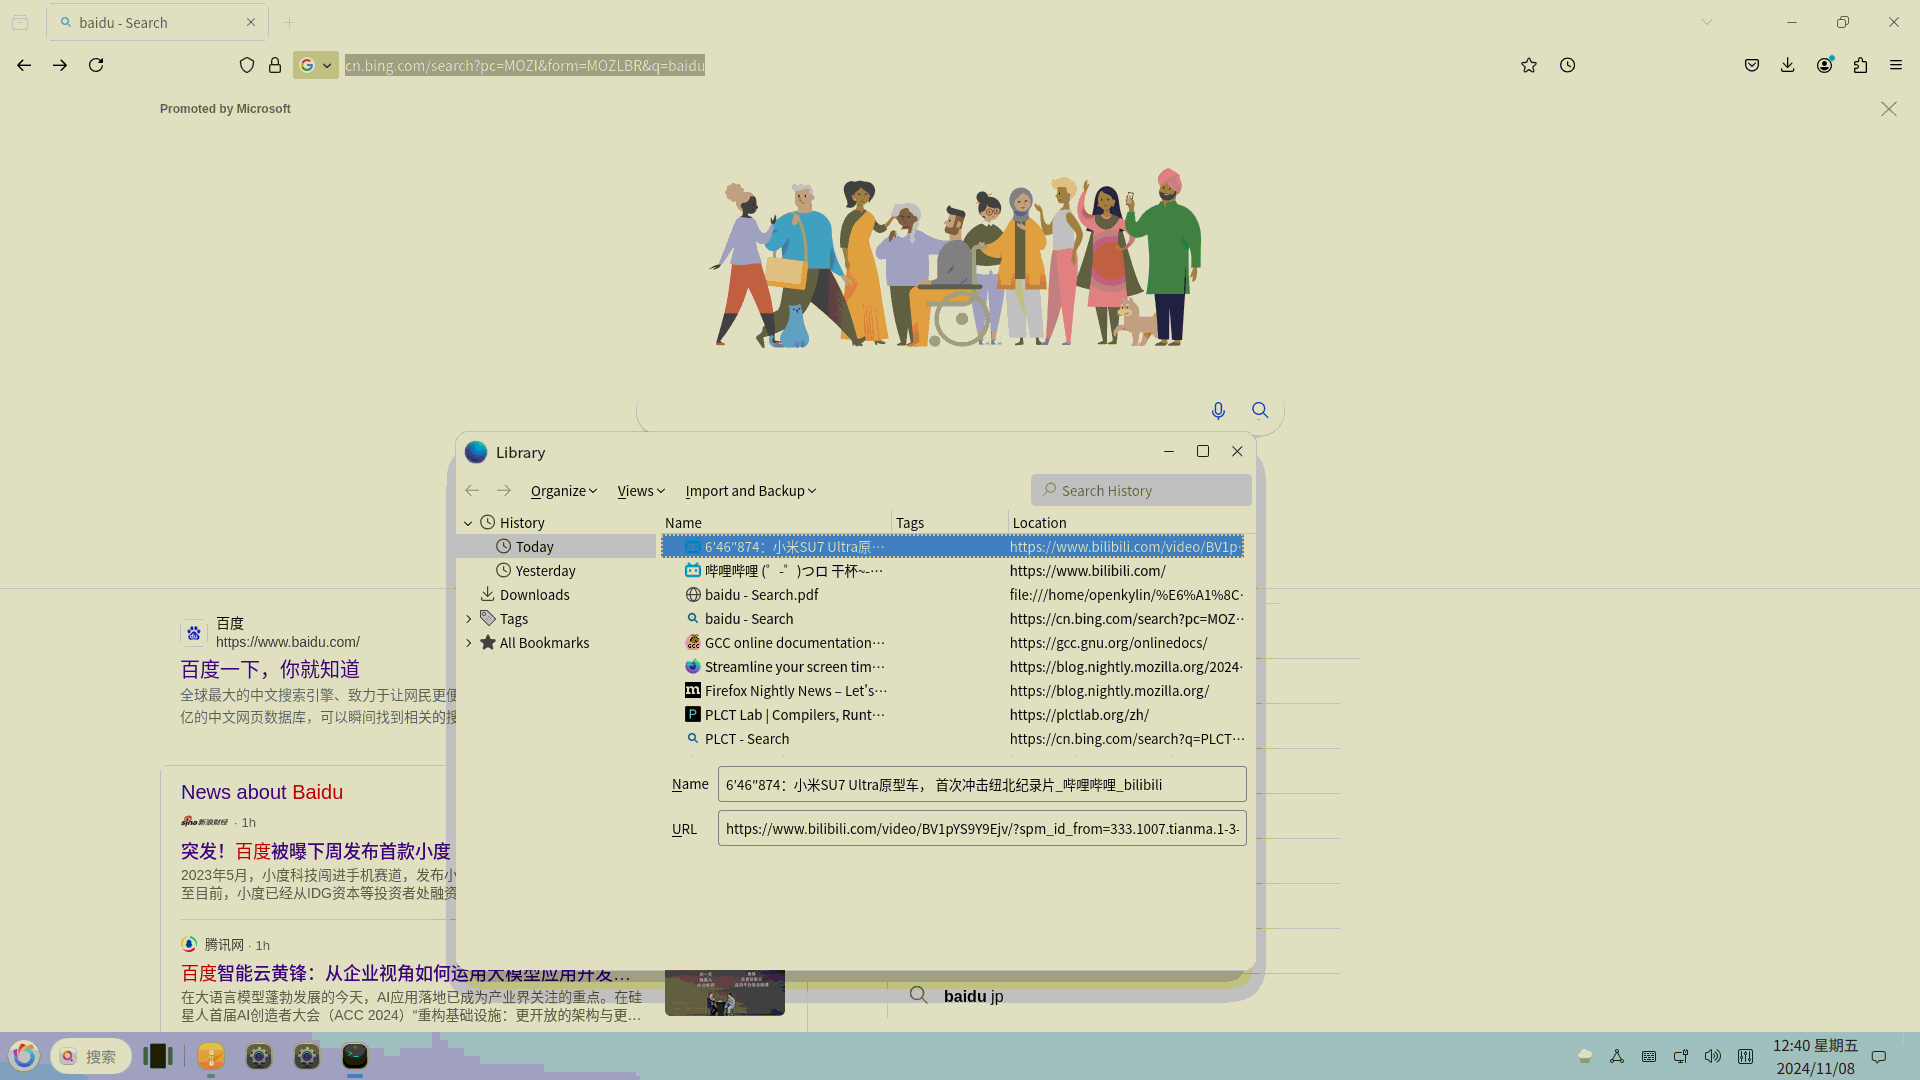 baidu - Search
cn.bing.com/search?pc=MOZI&form=MOZLBR&q=baidu
Promoted by Microsoft
Library
Organize
Views
Import and Backup
Search History
History
Today
Yesterday
Downloads
Tags
All Bookmarks
Name Tags Location
6'46"874：小米SU7 Ultra原… https://www.bilibili.com/video/BV1p
哔哩哔哩 (゜-゜)つロ 干杯~-… https://www.bilibili.com/
baidu - Search.pdf file:///home/openkylin/%E6%A1%8C…
baidu - Search https://cn.bing.com/search?pc=MOZ…
GCC online documentation… https://gcc.gnu.org/onlinedocs/
Streamline your screen tim… https://blog.nightly.mozilla.org/2024…
Firefox Nightly News – Let's… https://blog.nightly.mozilla.org/
PLCT Lab | Compilers, Runt… https://plctlab.org/zh/
PLCT - Search https://cn.bing.com/search?q=PLCT…
Name 6'46"874：小米SU7 Ultra原型车， 首次冲击纽北纪录片_哔哩哔哩_bilibili
URL https://www.bilibili.com/video/BV1pYS9Y9Ejv/?spm_id_from=333.1007.tianma.1-3-
百度
https://www.baidu.com/
百度一下，你就知道
全球最大的中文搜索引擎、致力于让网民更便
亿的中文网页数据库，可以瞬间找到相关的搜
News about Baidu
sina新浪财经 · 1h
突发！百度被曝下周发布首款小度
2023年5月，小度科技闯进手机赛道，发布小
至目前，小度已经从IDG资本等投资者处融资
腾讯网 · 1h
百度智能云黄锋：从企业视角如何运用大模型应用开发…
在大语言模型蓬勃发展的今天，AI应用落地已成为产业界关注的重点。在硅
星人首届AI创造者大会（ACC 2024）“重构基础设施：更开放的架构与更…
baidu jp
搜索
12:40 星期五
2024/11/08